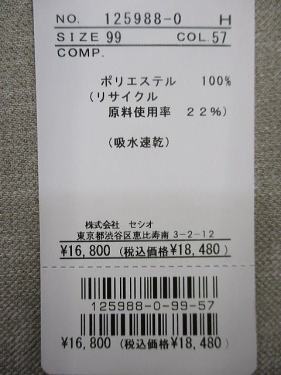 NO. 125988-0 H
SIZE 99 COL.57
COMP.
ポリエステル 100%
(リサイクル
原料使用率 22%)
(吸水速乾)
株式会社 セシオ
東京都渋谷区恵比寿南 3-2-12
¥16,800 (税込価格¥18,480)
125988-0-99-57
¥16,800 (税込価格¥18,480)